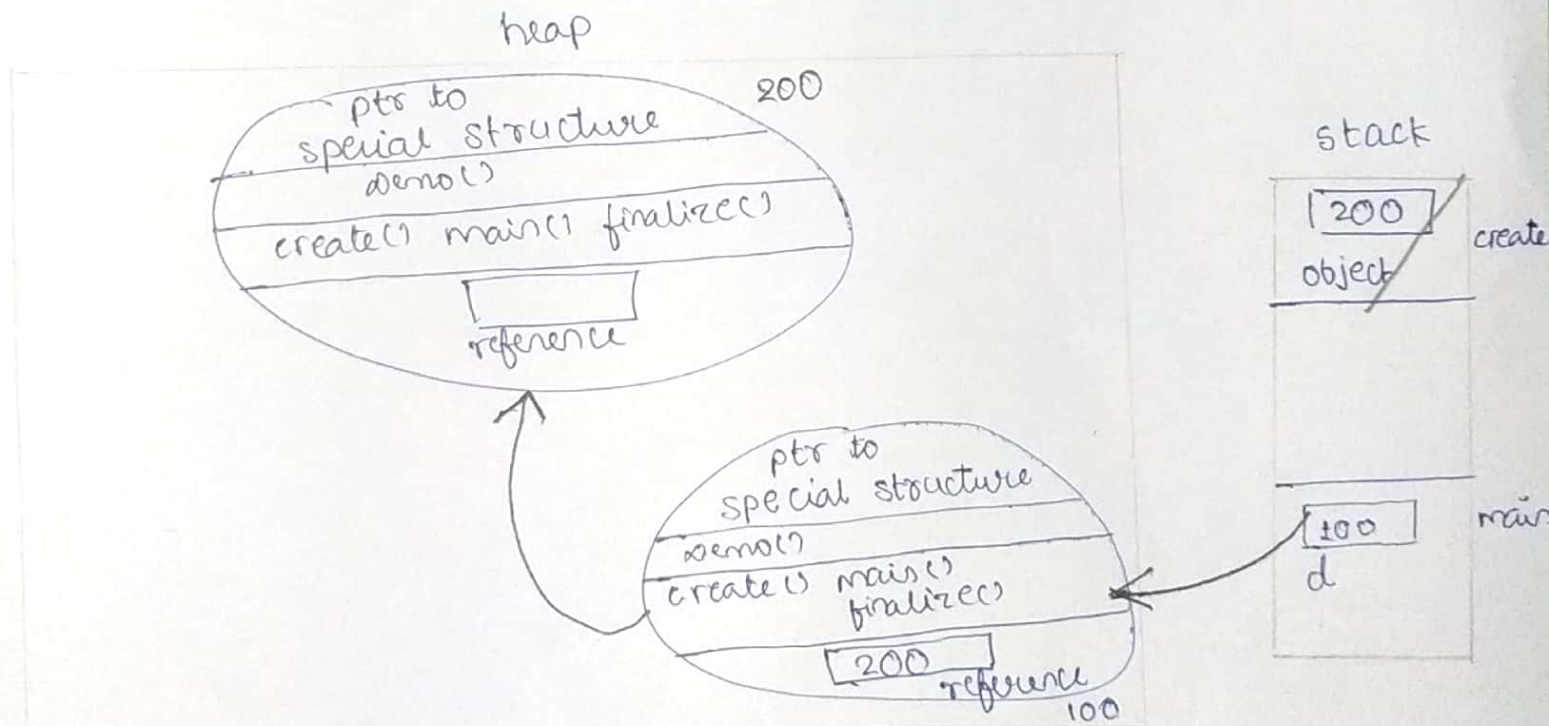 heap
200
ptr to
special structure
Demo()
create() main() finalize()
reference
ptr to
special structure
Demo()
create() main()
finalize()
200
reference
100
stack
200
object
create
100
d
main